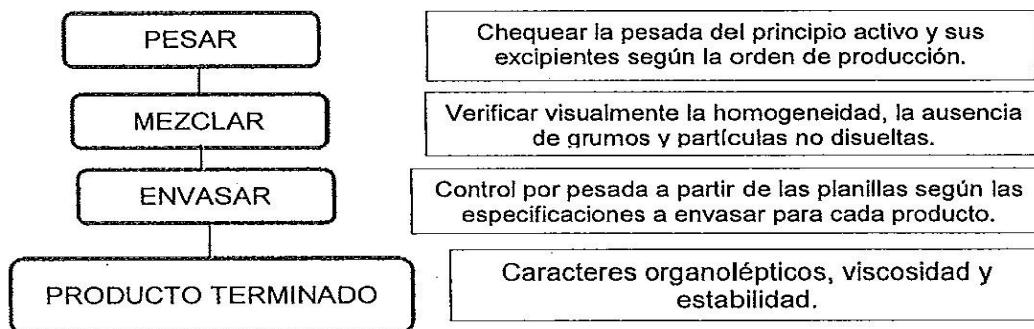 PESAR
Chequear la pesada del principio activo y sus
excipientes según la orden de producción.
MEZCLAR
Verificar visualmente la homogeneidad, la ausencia
de grumos y partículas no disueltas.
ENVASAR
Control por pesada a partir de las planillas según las
especificaciones a envasar para cada producto.
PRODUCTO TERMINADO
Caracteres organolépticos, viscosidad y
estabilidad.